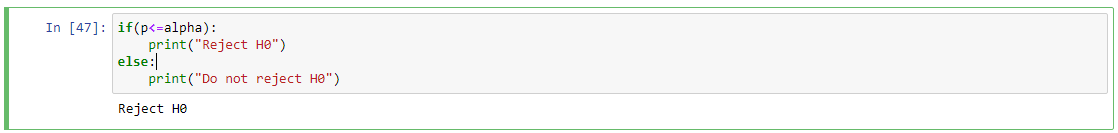 In [47]: if(p<=alpha):
    print("Reject H0")
else:
    print("Do not reject H0")
Reject H0